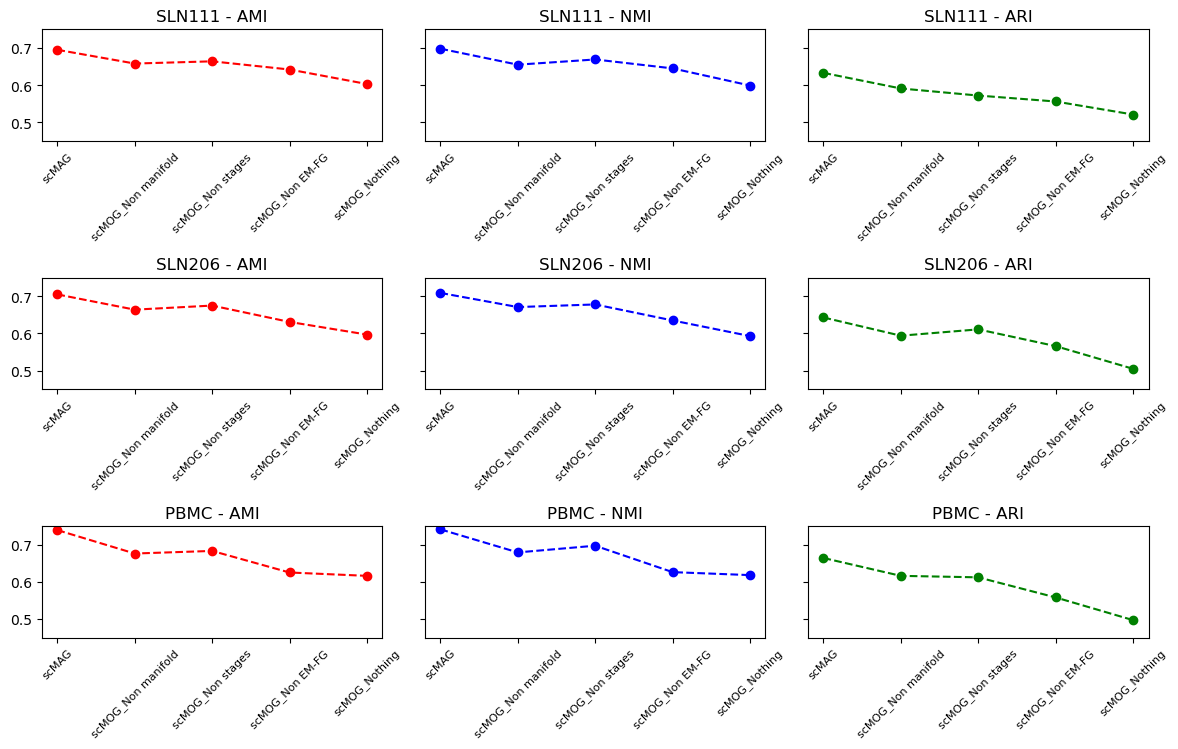 SLN111 - AMI
SLN111 - NMI
SLN111 - ARI
0.7
0.6
0.5
scMAG
scMOG_Non manifold
scMOG_Non stages
scMOG_Non EM-FG
scMOG_Nothing
scMAG
scMOG_Non manifold
scMOG_Non stages
scMOG_Non EM-FG
scMOG_Nothing
scMAG
scMOG_Non manifold
scMOG_Non stages
scMOG_Non EM-FG
scMOG_Nothing
SLN206 - AMI
SLN206 - NMI
SLN206 - ARI
0.7
0.6
0.5
scMAG
scMOG_Non manifold
scMOG_Non stages
scMOG_Non EM-FG
scMOG_Nothing
scMAG
scMOG_Non manifold
scMOG_Non stages
scMOG_Non EM-FG
scMOG_Nothing
scMAG
scMOG_Non manifold
scMOG_Non stages
scMOG_Non EM-FG
scMOG_Nothing
PBMC - AMI
PBMC - NMI
PBMC - ARI
0.7
0.6
0.5
scMAG
scMOG_Non manifold
scMOG_Non stages
scMOG_Non EM-FG
scMOG_Nothing
scMAG
scMOG_Non manifold
scMOG_Non stages
scMOG_Non EM-FG
scMOG_Nothing
scMAG
scMOG_Non manifold
scMOG_Non stages
scMOG_Non EM-FG
scMOG_Nothing